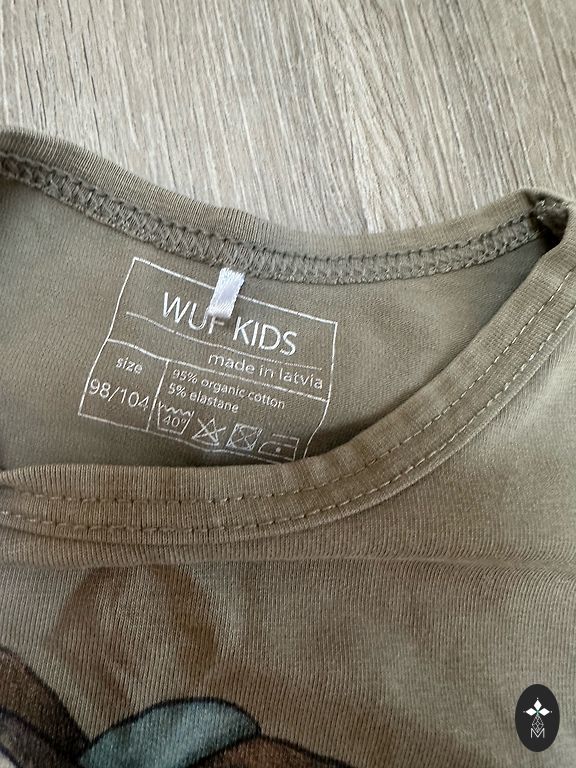 WUF KIDS
made in latvia
size
98/104
95% organic cotton
5% elastane
40°